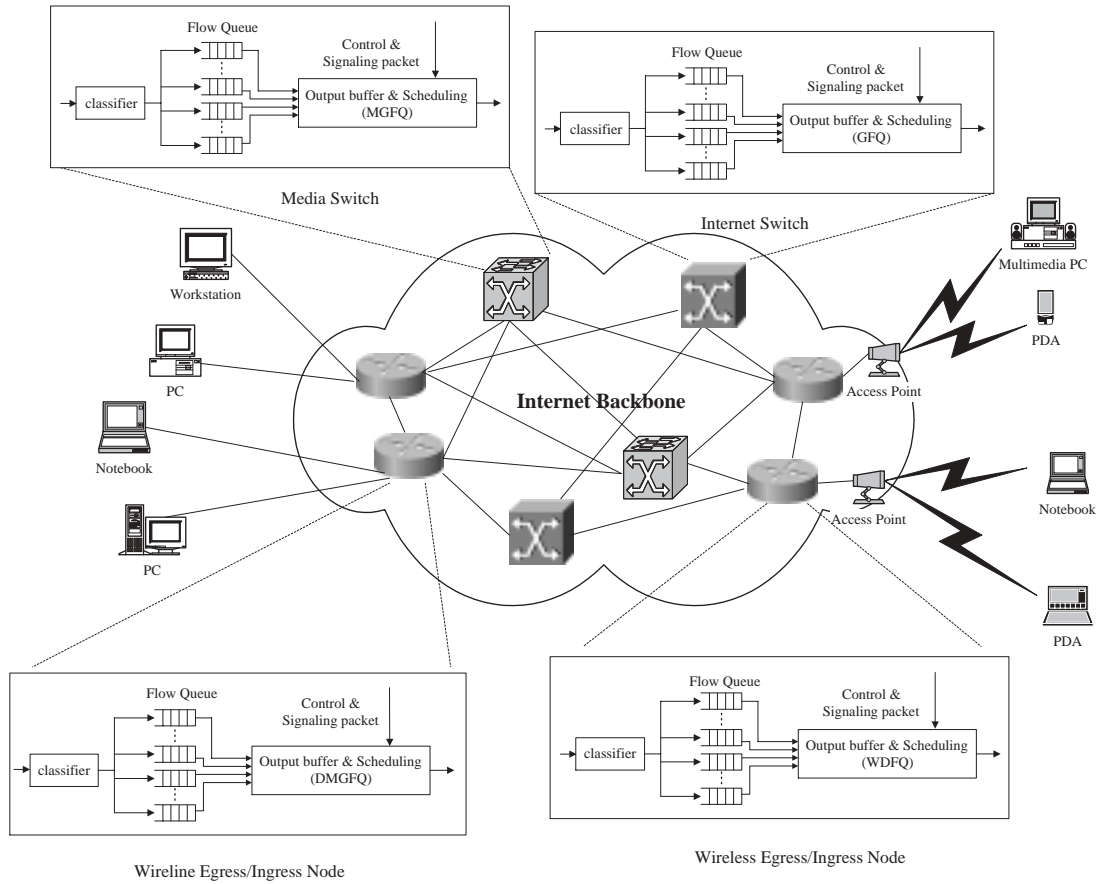 Flow Queue
Control &
Signaling packet
classifier
Output buffer & Scheduling
(MGFQ)
Flow Queue
Control &
Signaling packet
classifier
Output buffer & Scheduling
(GFQ)
Media Switch
Internet Switch
Workstation
Multimedia PC
PDA
PC
Access Point
Internet Backbone
Notebook
Access Point
Notebook
PC
PDA
Flow Queue
Control &
Signaling packet
classifier
Output buffer & Scheduling
(DMGFQ)
Flow Queue
Control &
Signaling packet
classifier
Output buffer & Scheduling
(WDFQ)
Wireline Egress/Ingress Node
Wireless Egress/Ingress Node